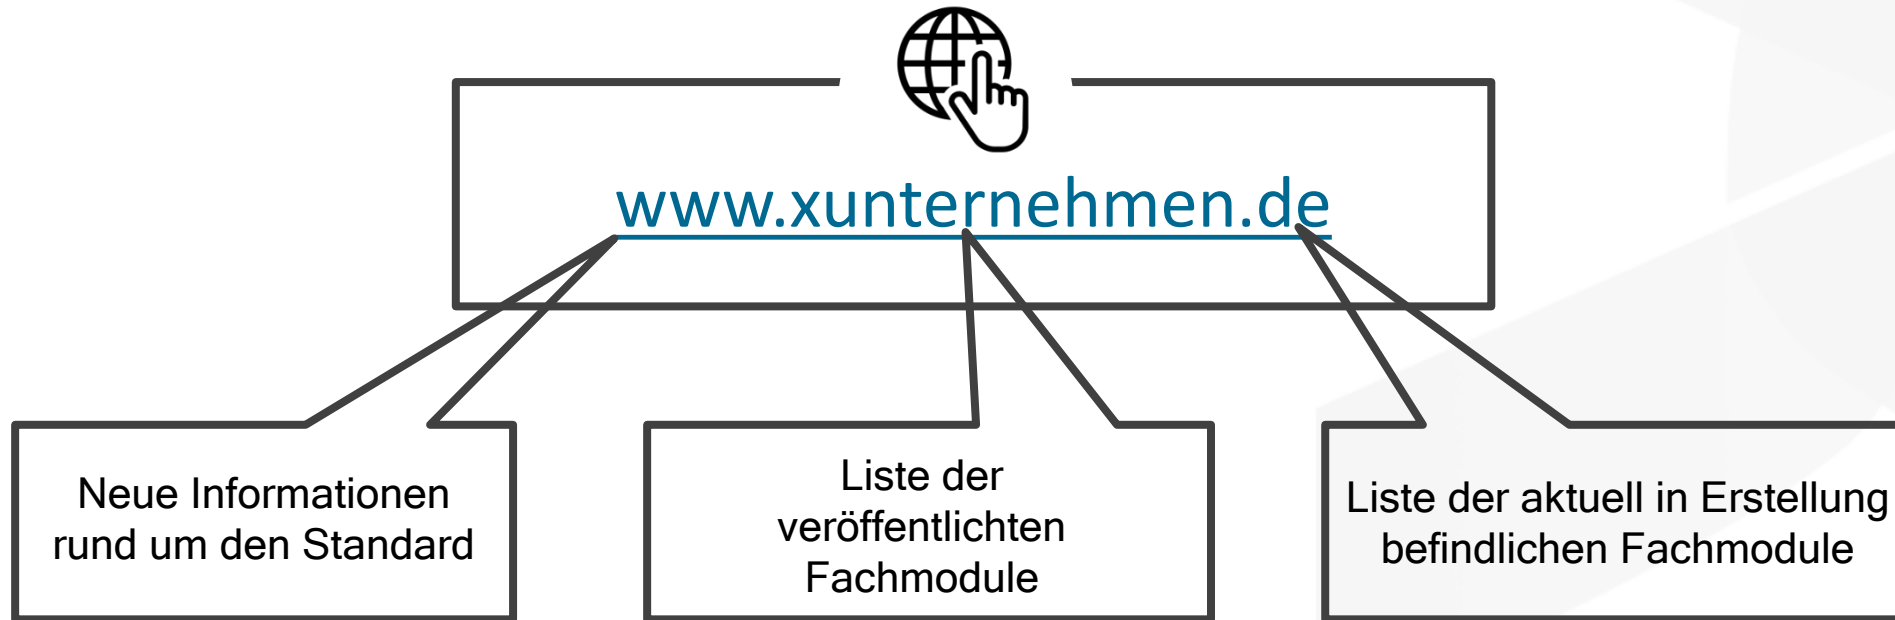 www.xunternehmen.de
Neue Informationen
rund um den Standard
Liste der
veröffentlichten
Fachmodule
Liste der aktuell in Erstellung
befindlichen Fachmodule